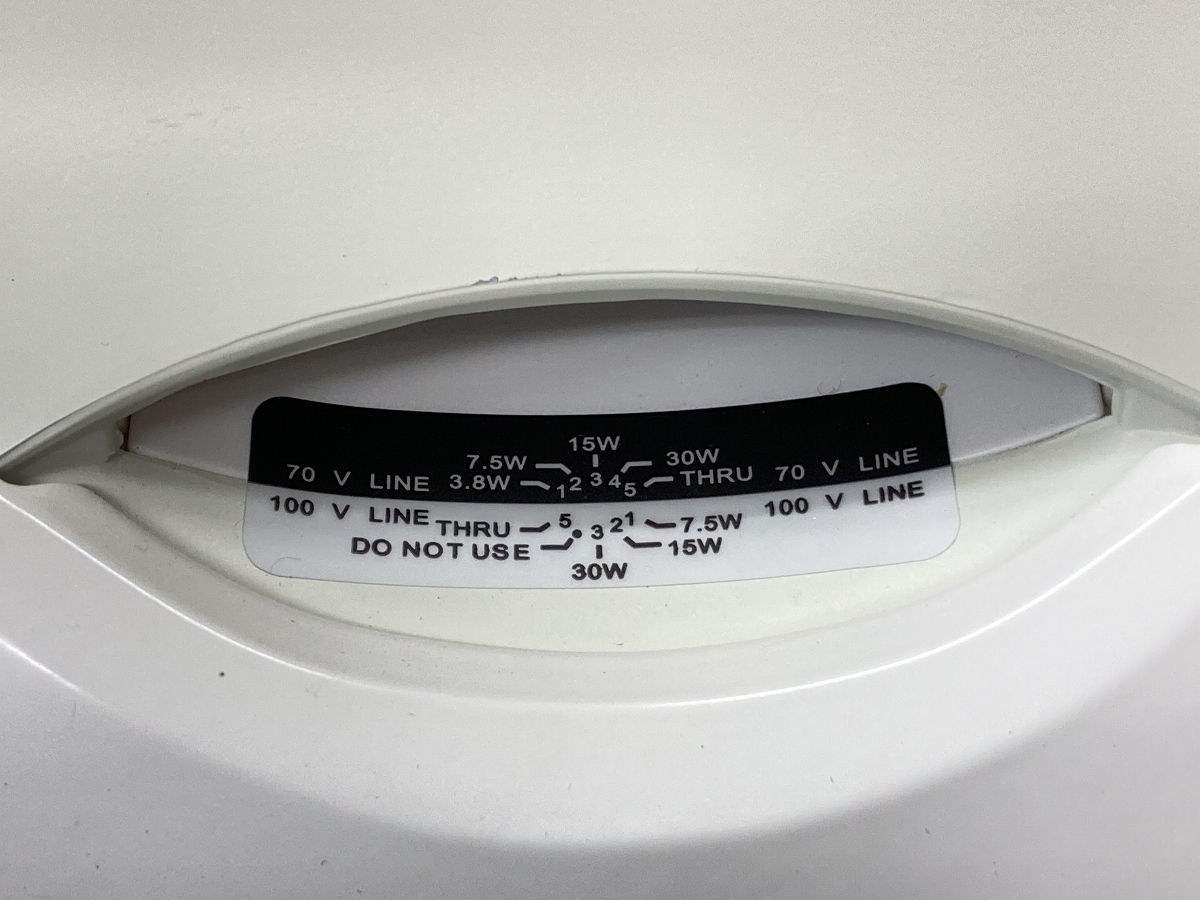 15W
7.5W 30W
70 V LINE 3.8W 1 2 3 4 5 THRU 70 V LINE
100 V LINE THRU 5 • 3 2 1 7.5W 100 V LINE
DO NOT USE 15W
30W